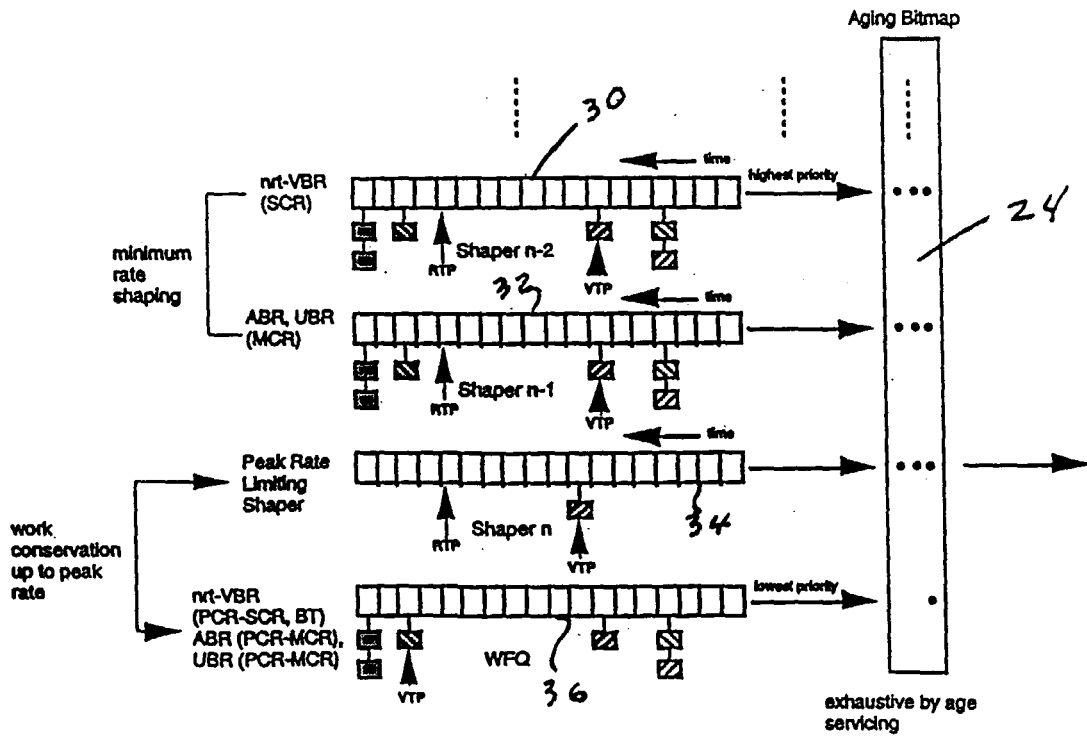 Aging Bitmap
30
time
nrt-VBR
(SCR)
highest priority
24
minimum
rate
shaping
RTP
Shaper n-2
VTP
32
time
ABR, UBR
(MCR)
RTP
Shaper n-1
VTP
time
Peak Rate
Limiting
Shaper
34
RTP
Shaper n
VTP
work
conservation
up to peak
rate
nrt-VBR
(PCR-SCR, BT)
ABR (PCR-MCR),
UBR (PCR-MCR)
lowest priority
WFQ
36
VTP
exhaustive by age
servicing